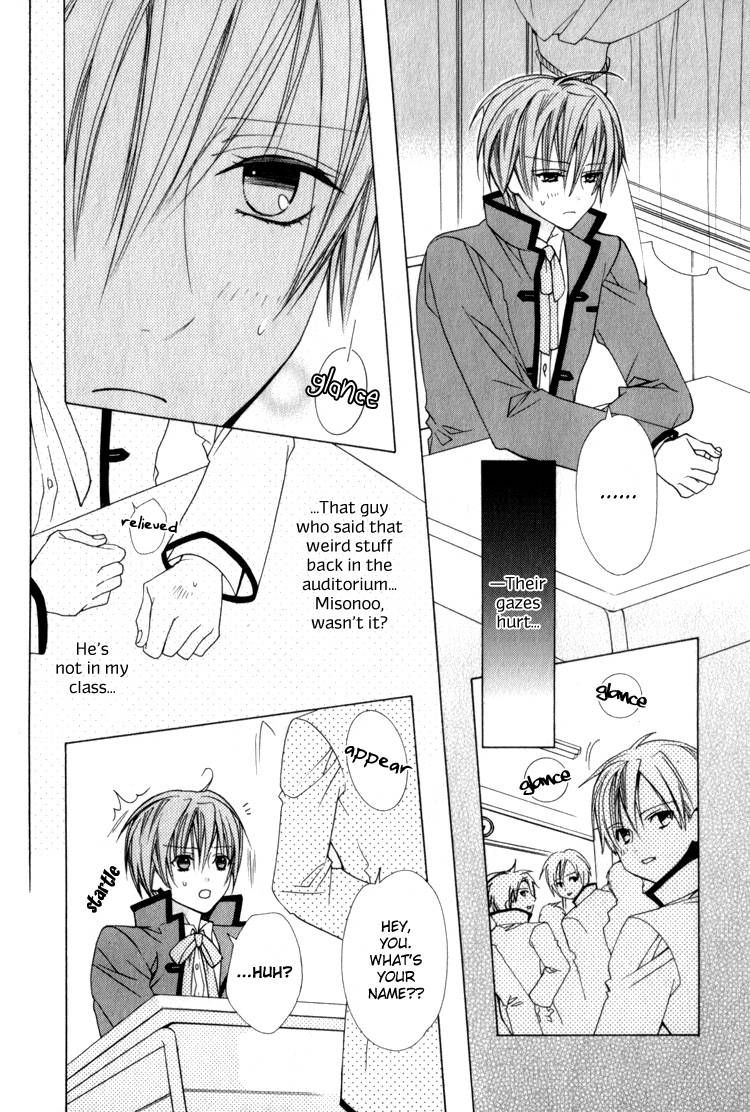 ......
—Their
gazes
hurt...
glance
glance
glance
...That guy
who said that
weird stuff
back in the
auditorium...
Misonoo,
wasn't it?
relieved
He's
not in my
class...
appear
HEY,
YOU.
WHAT'S
YOUR
NAME??
startle
...HUH?